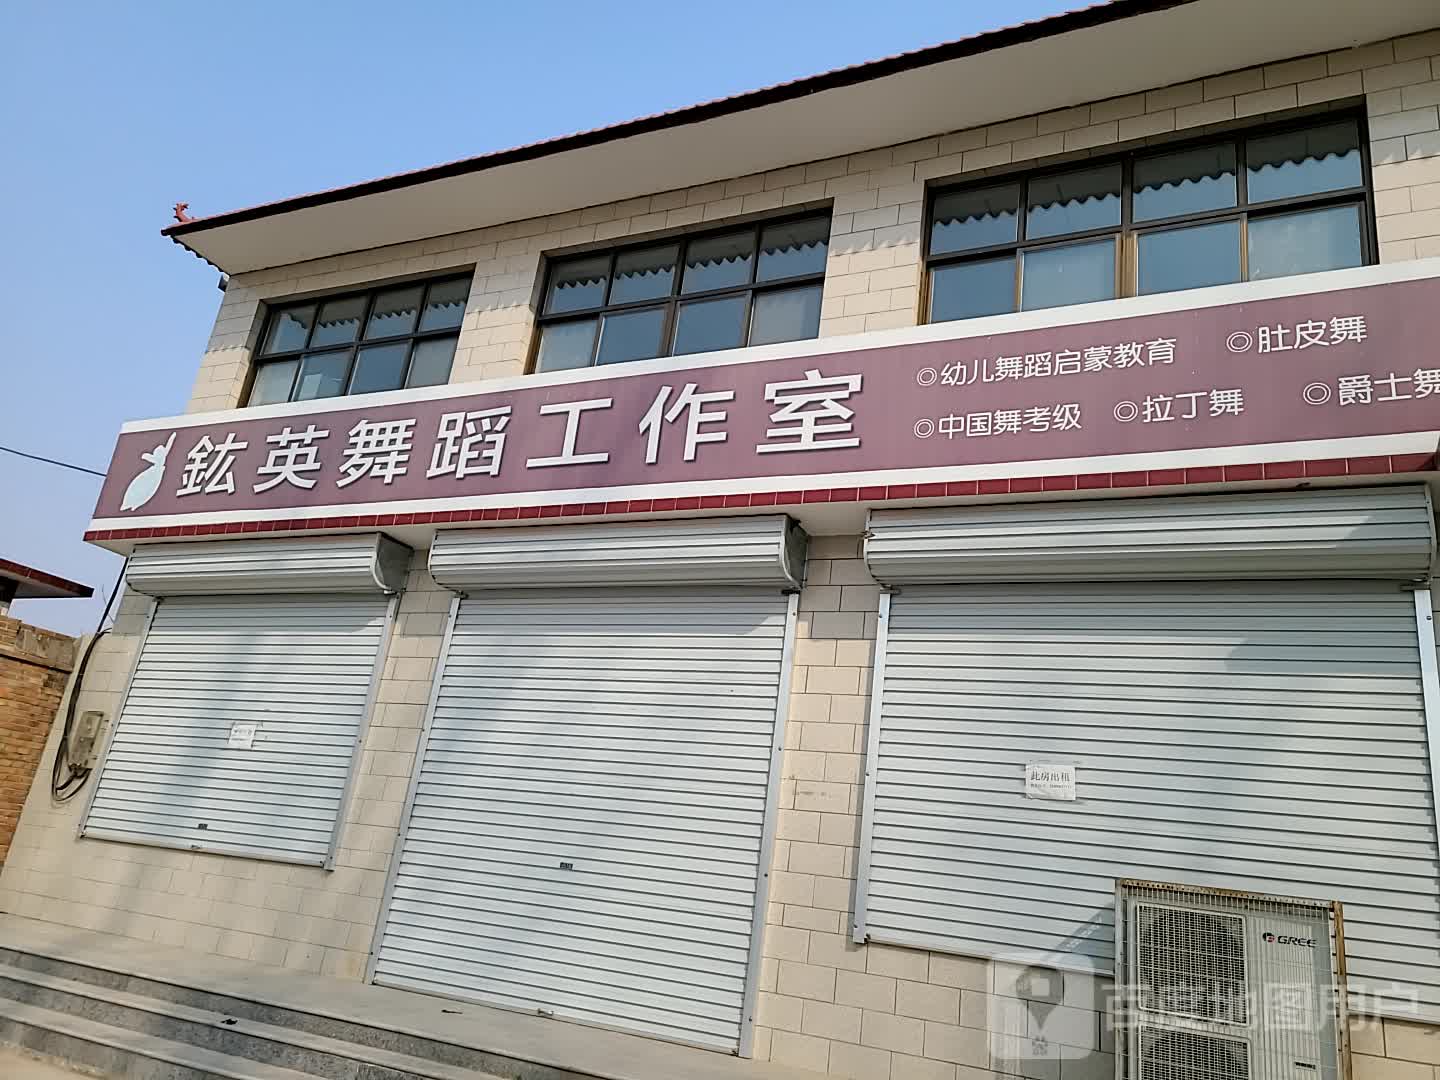 鈜英舞蹈工作室
◎幼儿舞蹈启蒙教育 ◎肚皮舞
◎中国舞考级 ◎拉丁舞 ◎爵士舞
此房出租
GREE
百度地图用户